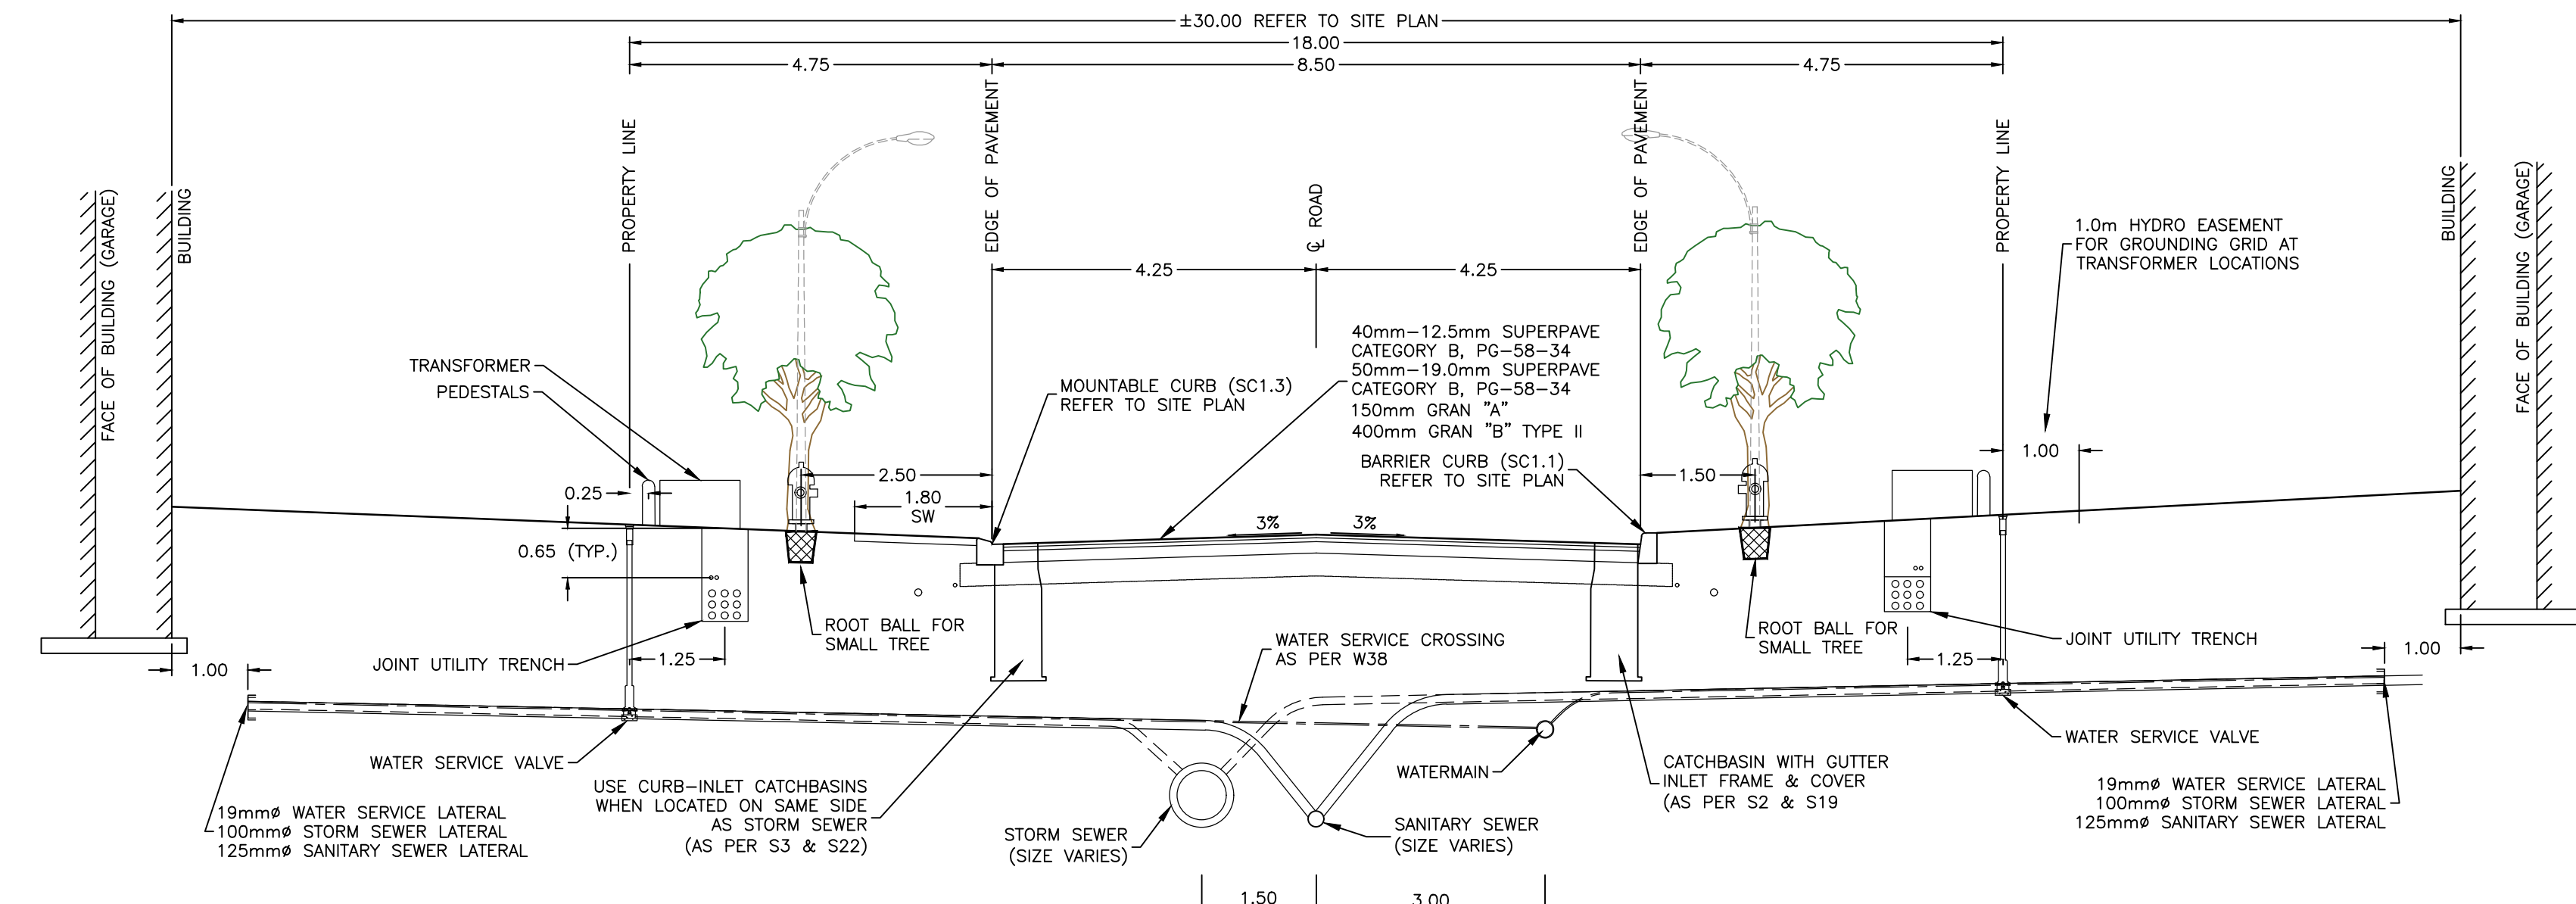 ±30.00 REFER TO SITE PLAN
18.00
4.75
8.50
4.75
FACE OF BUILDING (GARAGE)
BUILDING
PROPERTY LINE
EDGE OF PAVEMENT
℄ ROAD
EDGE OF PAVEMENT
PROPERTY LINE
BUILDING
FACE OF BUILDING (GARAGE)
1.0m HYDRO EASEMENT
FOR GROUNDING GRID AT
TRANSFORMER LOCATIONS
4.25
4.25
40mm-12.5mm SUPERPAVE
CATEGORY B, PG-58-34
50mm-19.0mm SUPERPAVE
CATEGORY B, PG-58-34
150mm GRAN "A"
400mm GRAN "B" TYPE II
TRANSFORMER
PEDESTALS
MOUNTABLE CURB (SC1.3)
REFER TO SITE PLAN
BARRIER CURB (SC1.1)
REFER TO SITE PLAN
1.00
2.50
1.50
0.25
1.80
SW
3%
3%
0.65 (TYP.)
ROOT BALL FOR
SMALL TREE
WATER SERVICE CROSSING
AS PER W38
ROOT BALL FOR
SMALL TREE
JOINT UTILITY TRENCH
1.25
1.25
JOINT UTILITY TRENCH
1.00
1.00
WATER SERVICE VALVE
WATER SERVICE VALVE
USE CURB-INLET CATCHBASINS
WHEN LOCATED ON SAME SIDE
AS STORM SEWER
(AS PER S3 & S22)
WATERMAIN
CATCHBASIN WITH GUTTER
INLET FRAME & COVER
(AS PER S2 & S19
19mmø WATER SERVICE LATERAL
100mmø STORM SEWER LATERAL
125mmø SANITARY SEWER LATERAL
STORM SEWER
(SIZE VARIES)
SANITARY SEWER
(SIZE VARIES)
19mmø WATER SERVICE LATERAL
100mmø STORM SEWER LATERAL
125mmø SANITARY SEWER LATERAL
1.50
3.00